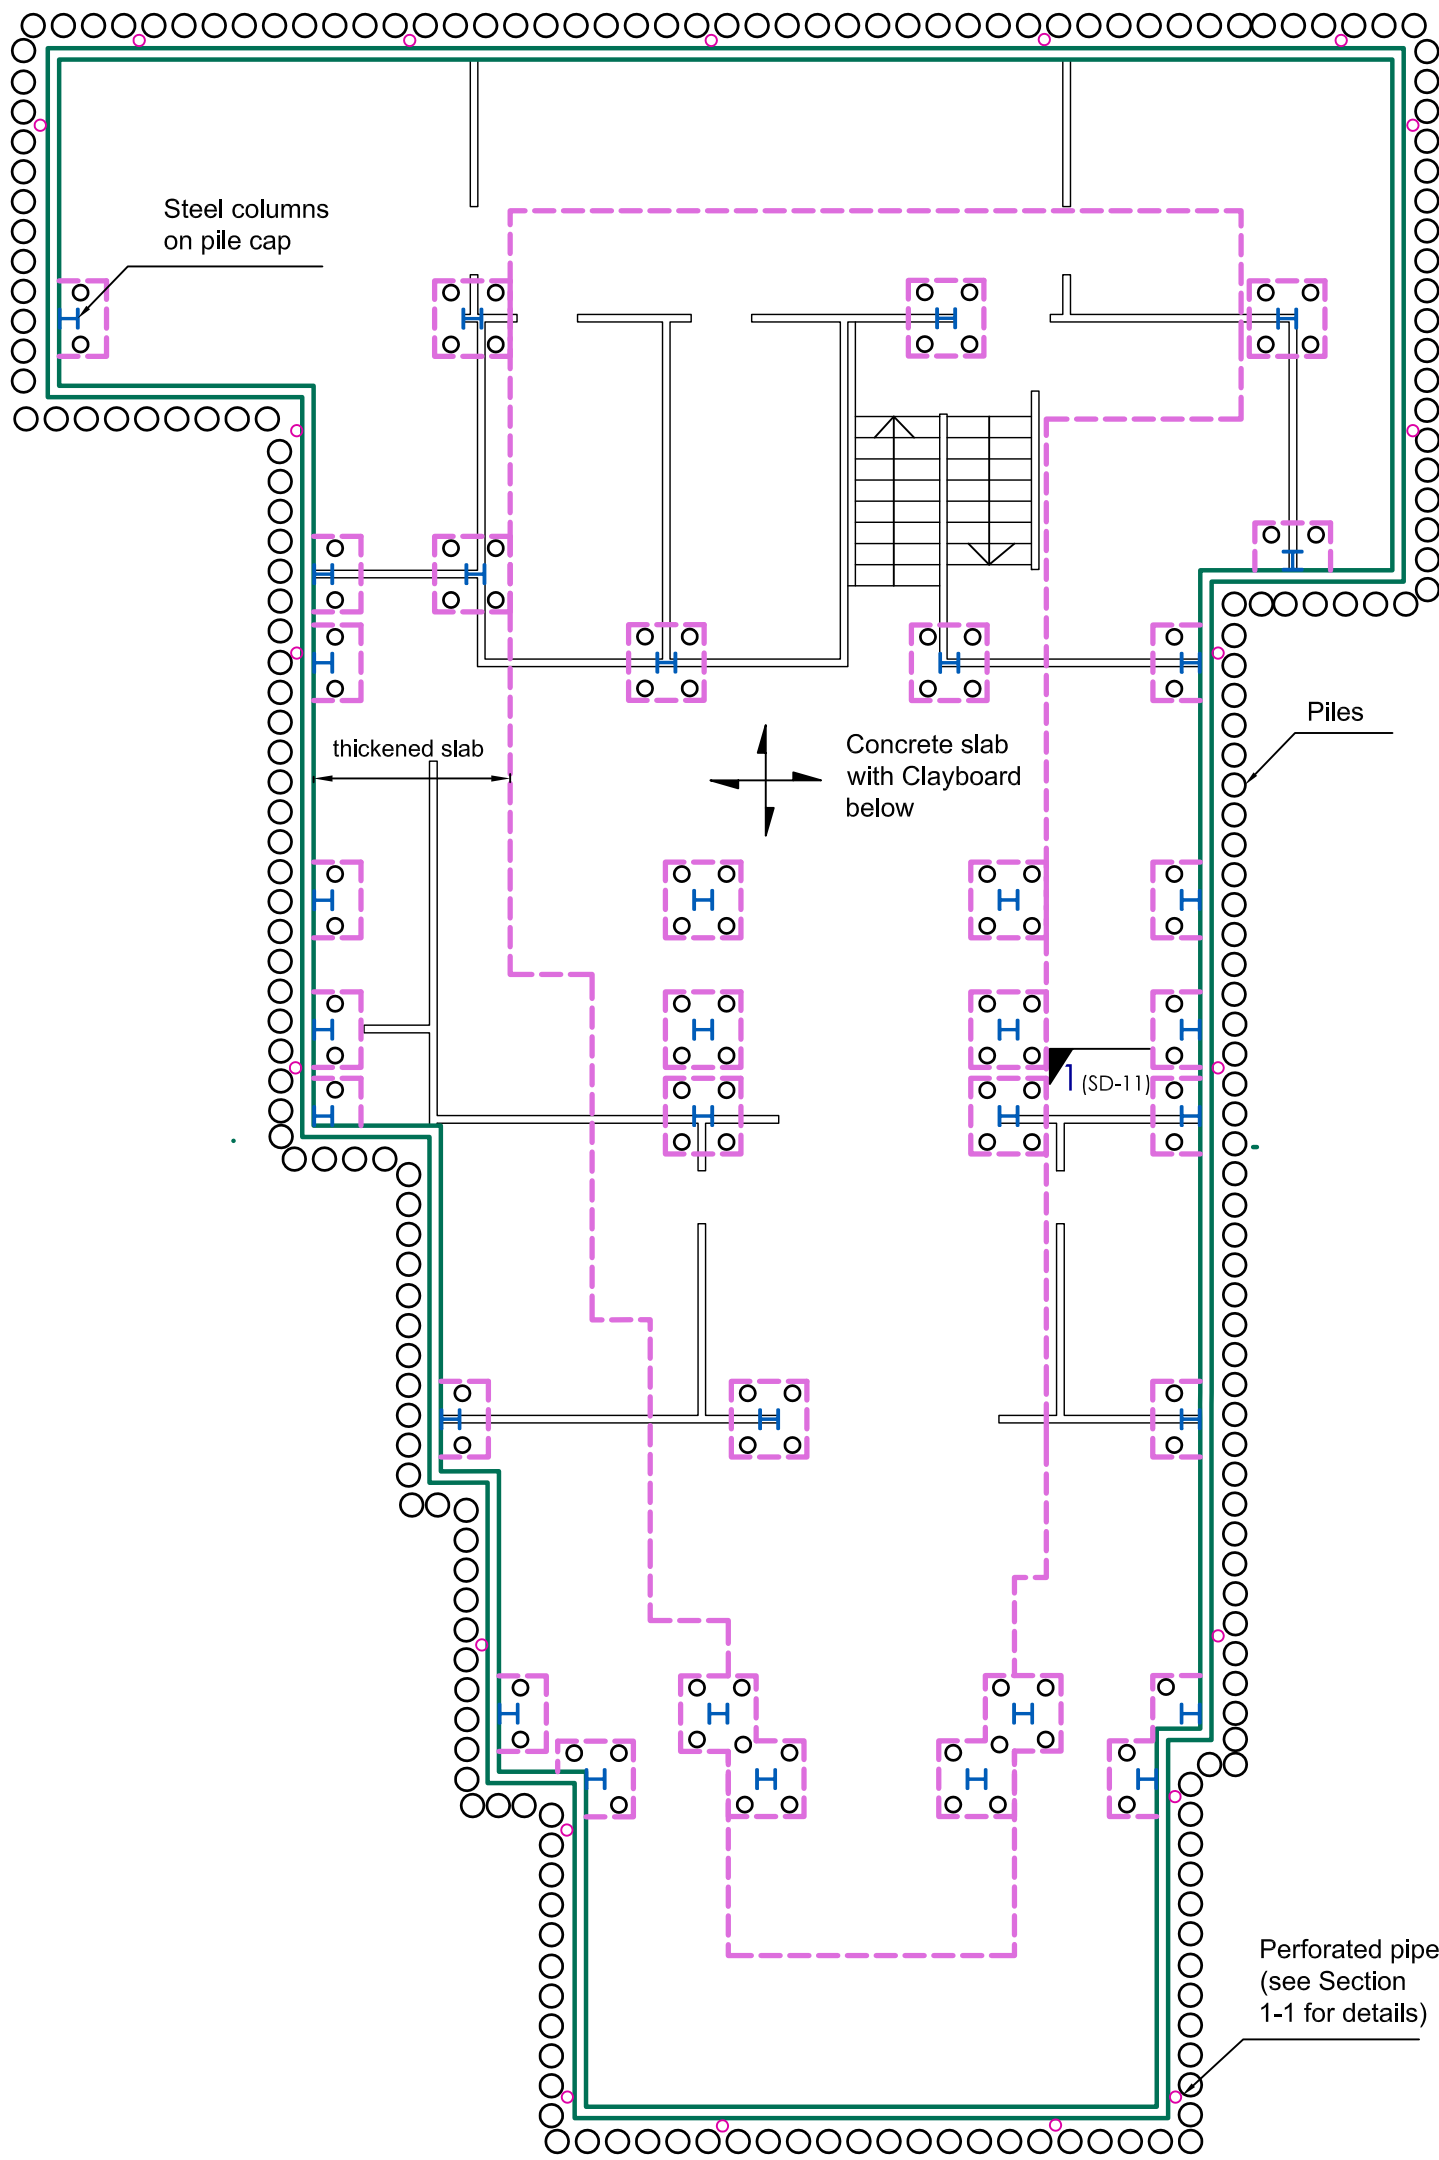 Steel columns
on pile cap
Piles
thickened slab
Concrete slab
with Clayboard
below
1 (SD-11)
Perforated pipe
(see Section
1-1 for details)